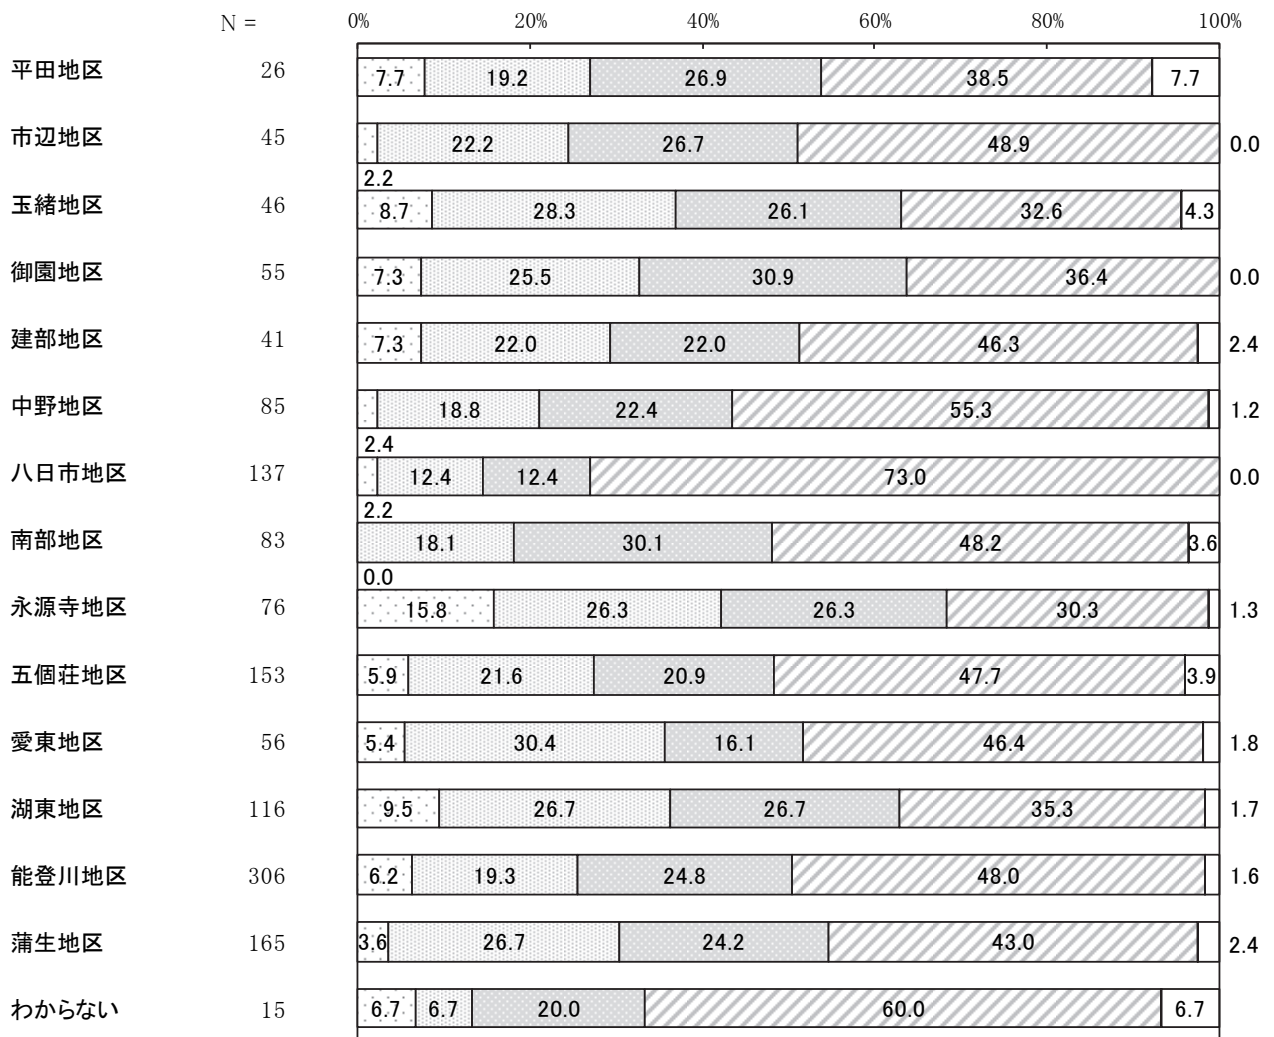 N = 0% 20% 40% 60% 80% 100%
平田地区 26 7.7 19.2 26.9 38.5 7.7
市辺地区 45 22.2 26.7 48.9 0.0
2.2
玉緒地区 46 8.7 28.3 26.1 32.6 4.3
御園地区 55 7.3 25.5 30.9 36.4 0.0
建部地区 41 7.3 22.0 22.0 46.3 2.4
中野地区 85 18.8 22.4 55.3 1.2
2.4
八日市地区 137 12.4 12.4 73.0 0.0
2.2
南部地区 83 18.1 30.1 48.2 3.6
0.0
永源寺地区 76 15.8 26.3 26.3 30.3 1.3
五個荘地区 153 5.9 21.6 20.9 47.7 3.9
愛東地区 56 5.4 30.4 16.1 46.4 1.8
湖東地区 116 9.5 26.7 26.7 35.3 1.7
能登川地区 306 6.2 19.3 24.8 48.0 1.6
蒲生地区 165 3.6 26.7 24.2 43.0 2.4
わからない 15 6.7 6.7 20.0 60.0 6.7